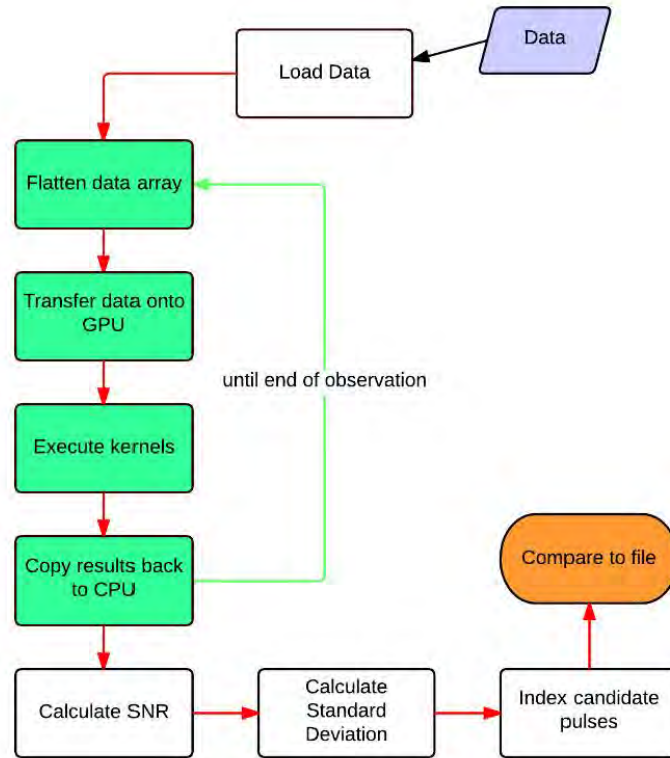 Data
Load Data
Flatten data array
Transfer data onto
GPU
until end of observation
Execute kernels
Copy results back
to CPU
Compare to file
Calculate SNR
Calculate
Standard
Deviation
Index candidate
pulses